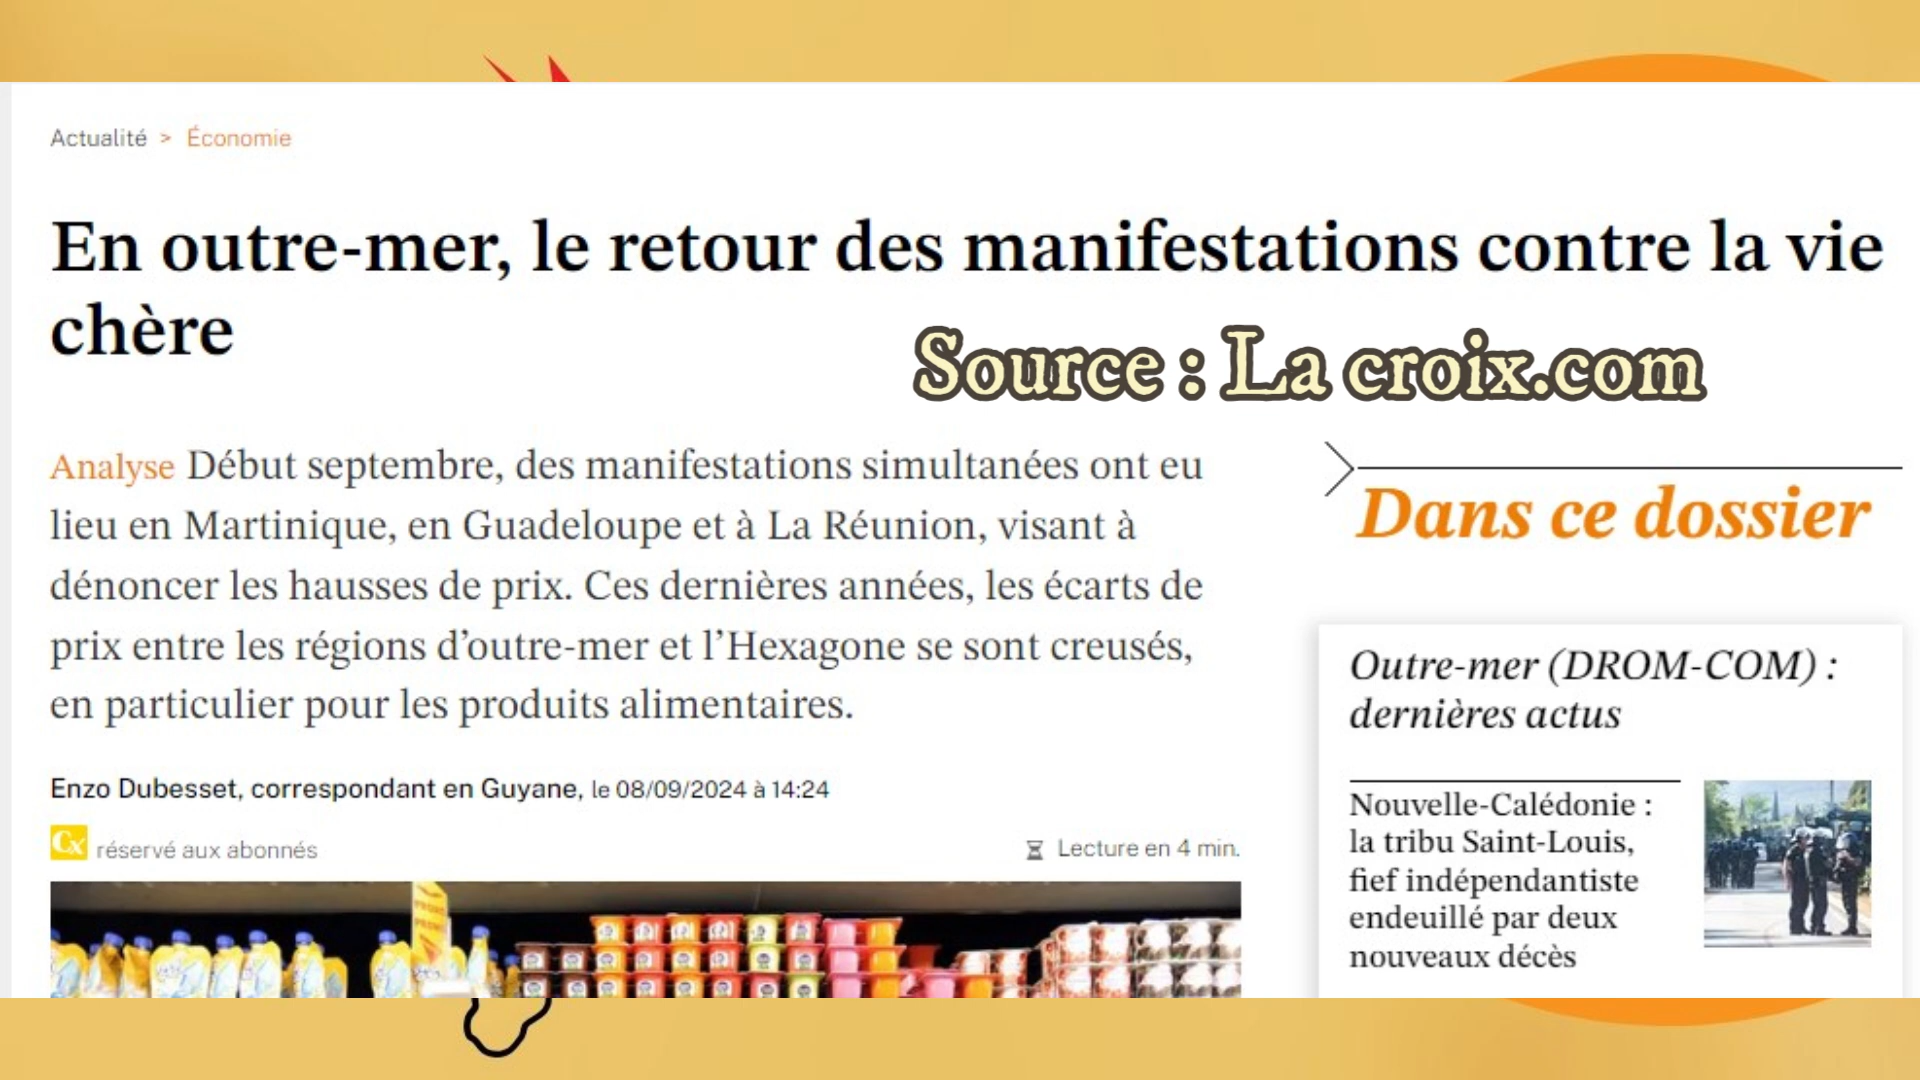 Actualité > Économie
En outre-mer, le retour des manifestations contre la vie
chère
Source : La croix.com
Analyse Début septembre, des manifestations simultanées ont eu
lieu en Martinique, en Guadeloupe et à La Réunion, visant à
dénoncer les hausses de prix. Ces dernières années, les écarts de
prix entre les régions d’outre-mer et l’Hexagone se sont creusés,
en particulier pour les produits alimentaires.
Enzo Dubesset, correspondant en Guyane, le 08/09/2024 à 14:24
Cx réservé aux abonnés
Lecture en 4 min.
Dans ce dossier
Outre-mer (DROM-COM) :
dernières actus
Nouvelle-Calédonie :
la tribu Saint-Louis,
fief indépendantiste
endeuillé par deux
nouveaux décès